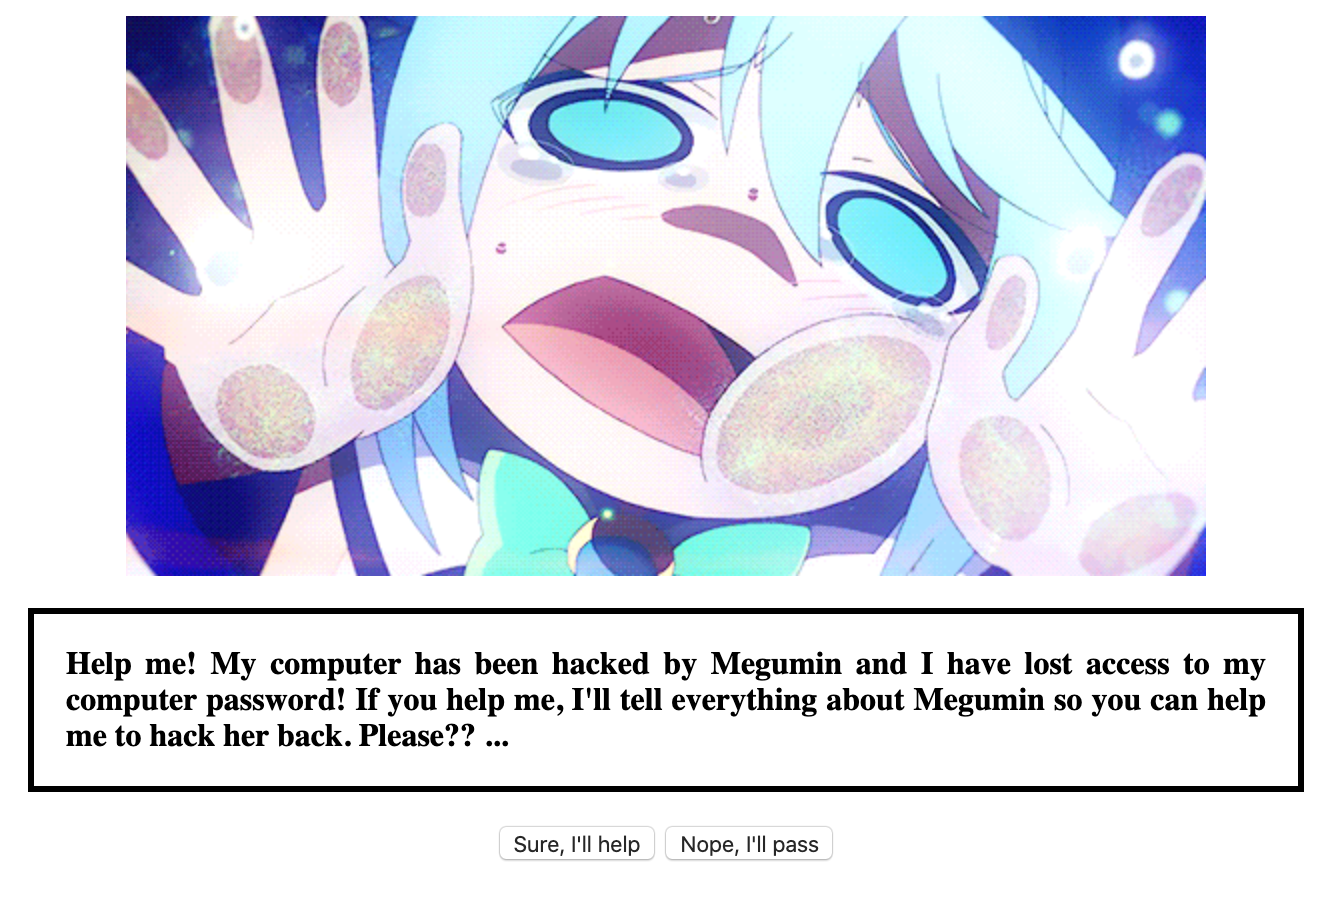 Help me! My computer has been hacked by Megumin and I have lost access to my
computer password! If you help me, I'll tell everything about Megumin so you can help
me to hack her back. Please?? ...
Sure, I'll help
Nope, I'll pass